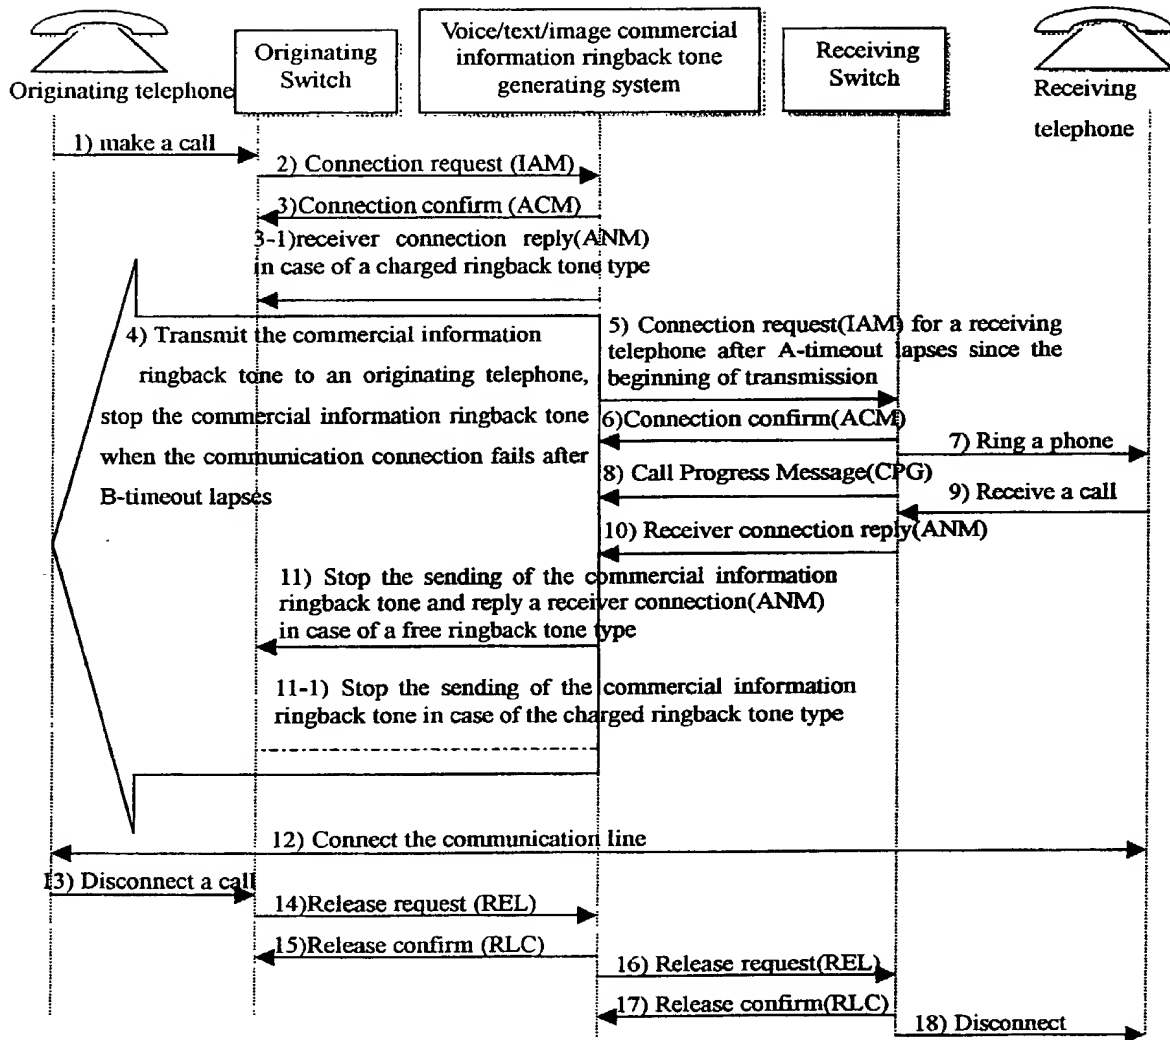 Originating telephone
Originating
Switch
Voice/text/image commercial
information ringback tone
generating system
Receiving
Switch
Receiving
telephone
1) make a call
2) Connection request (IAM)
3)Connection confirm (ACM)
3-1)receiver connection reply(ANM)
in case of a charged ringback tone type
4) Transmit the commercial information
ringback tone to an originating telephone,
stop the commercial information ringback tone
when the communication connection fails after
B-timeout lapses
5) Connection request(IAM) for a receiving
telephone after A-timeout lapses since the
beginning of transmission
6)Connection confirm(ACM)
7) Ring a phone
8) Call Progress Message(CPG)
9) Receive a call
10) Receiver connection reply(ANM)
11) Stop the sending of the commercial information
ringback tone and reply a receiver connection(ANM)
in case of a free ringback tone type
11-1) Stop the sending of the commercial information
ringback tone in case of the charged ringback tone type
12) Connect the communication line
13) Disconnect a call
14)Release request (REL)
15)Release confirm (RLC)
16) Release request(REL)
17) Release confirm(RLC)
18) Disconnect